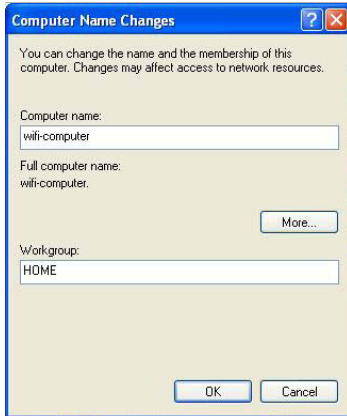 Computer Name Changes
You can change the name and the membership of this
computer. Changes may affect access to network resources.
Computer name:
wifi-computer
Full computer name:
wifi-computer.
More...
Workgroup:
HOME
OK
Cancel